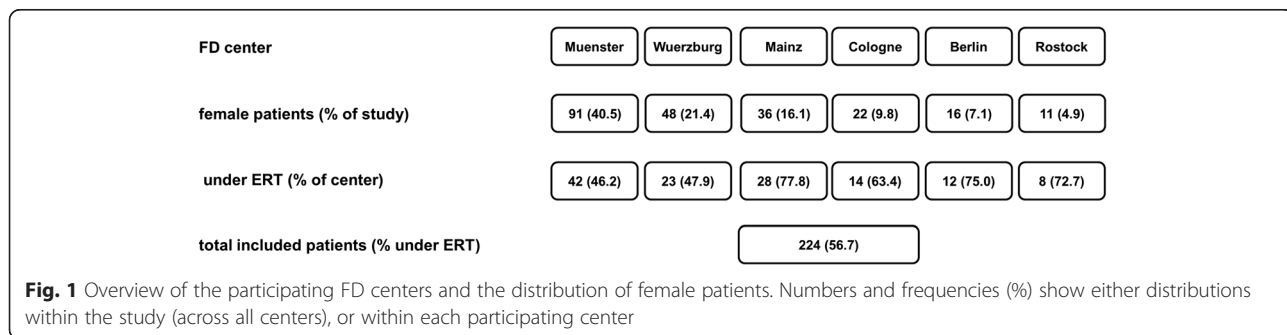 FD center Muenster Wuerzburg Mainz Cologne Berlin Rostock
female patients (% of study) 91 (40.5) 48 (21.4) 36 (16.1) 22 (9.8) 16 (7.1) 11 (4.9)
under ERT (% of center) 42 (46.2) 23 (47.9) 28 (77.8) 14 (63.4) 12 (75.0) 8 (72.7)
total included patients (% under ERT) 224 (56.7)
Fig. 1 Overview of the participating FD centers and the distribution of female patients. Numbers and frequencies (%) show either distributions
within the study (across all centers), or within each participating center